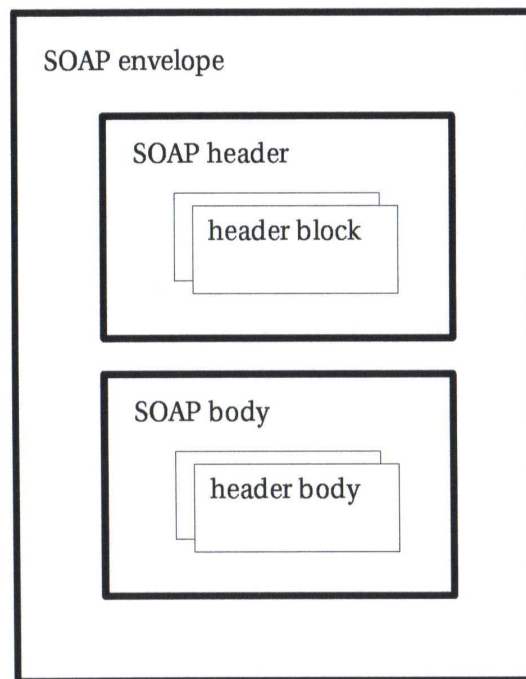 SOAP envelope
SOAP header
header block
SOAP body
header body